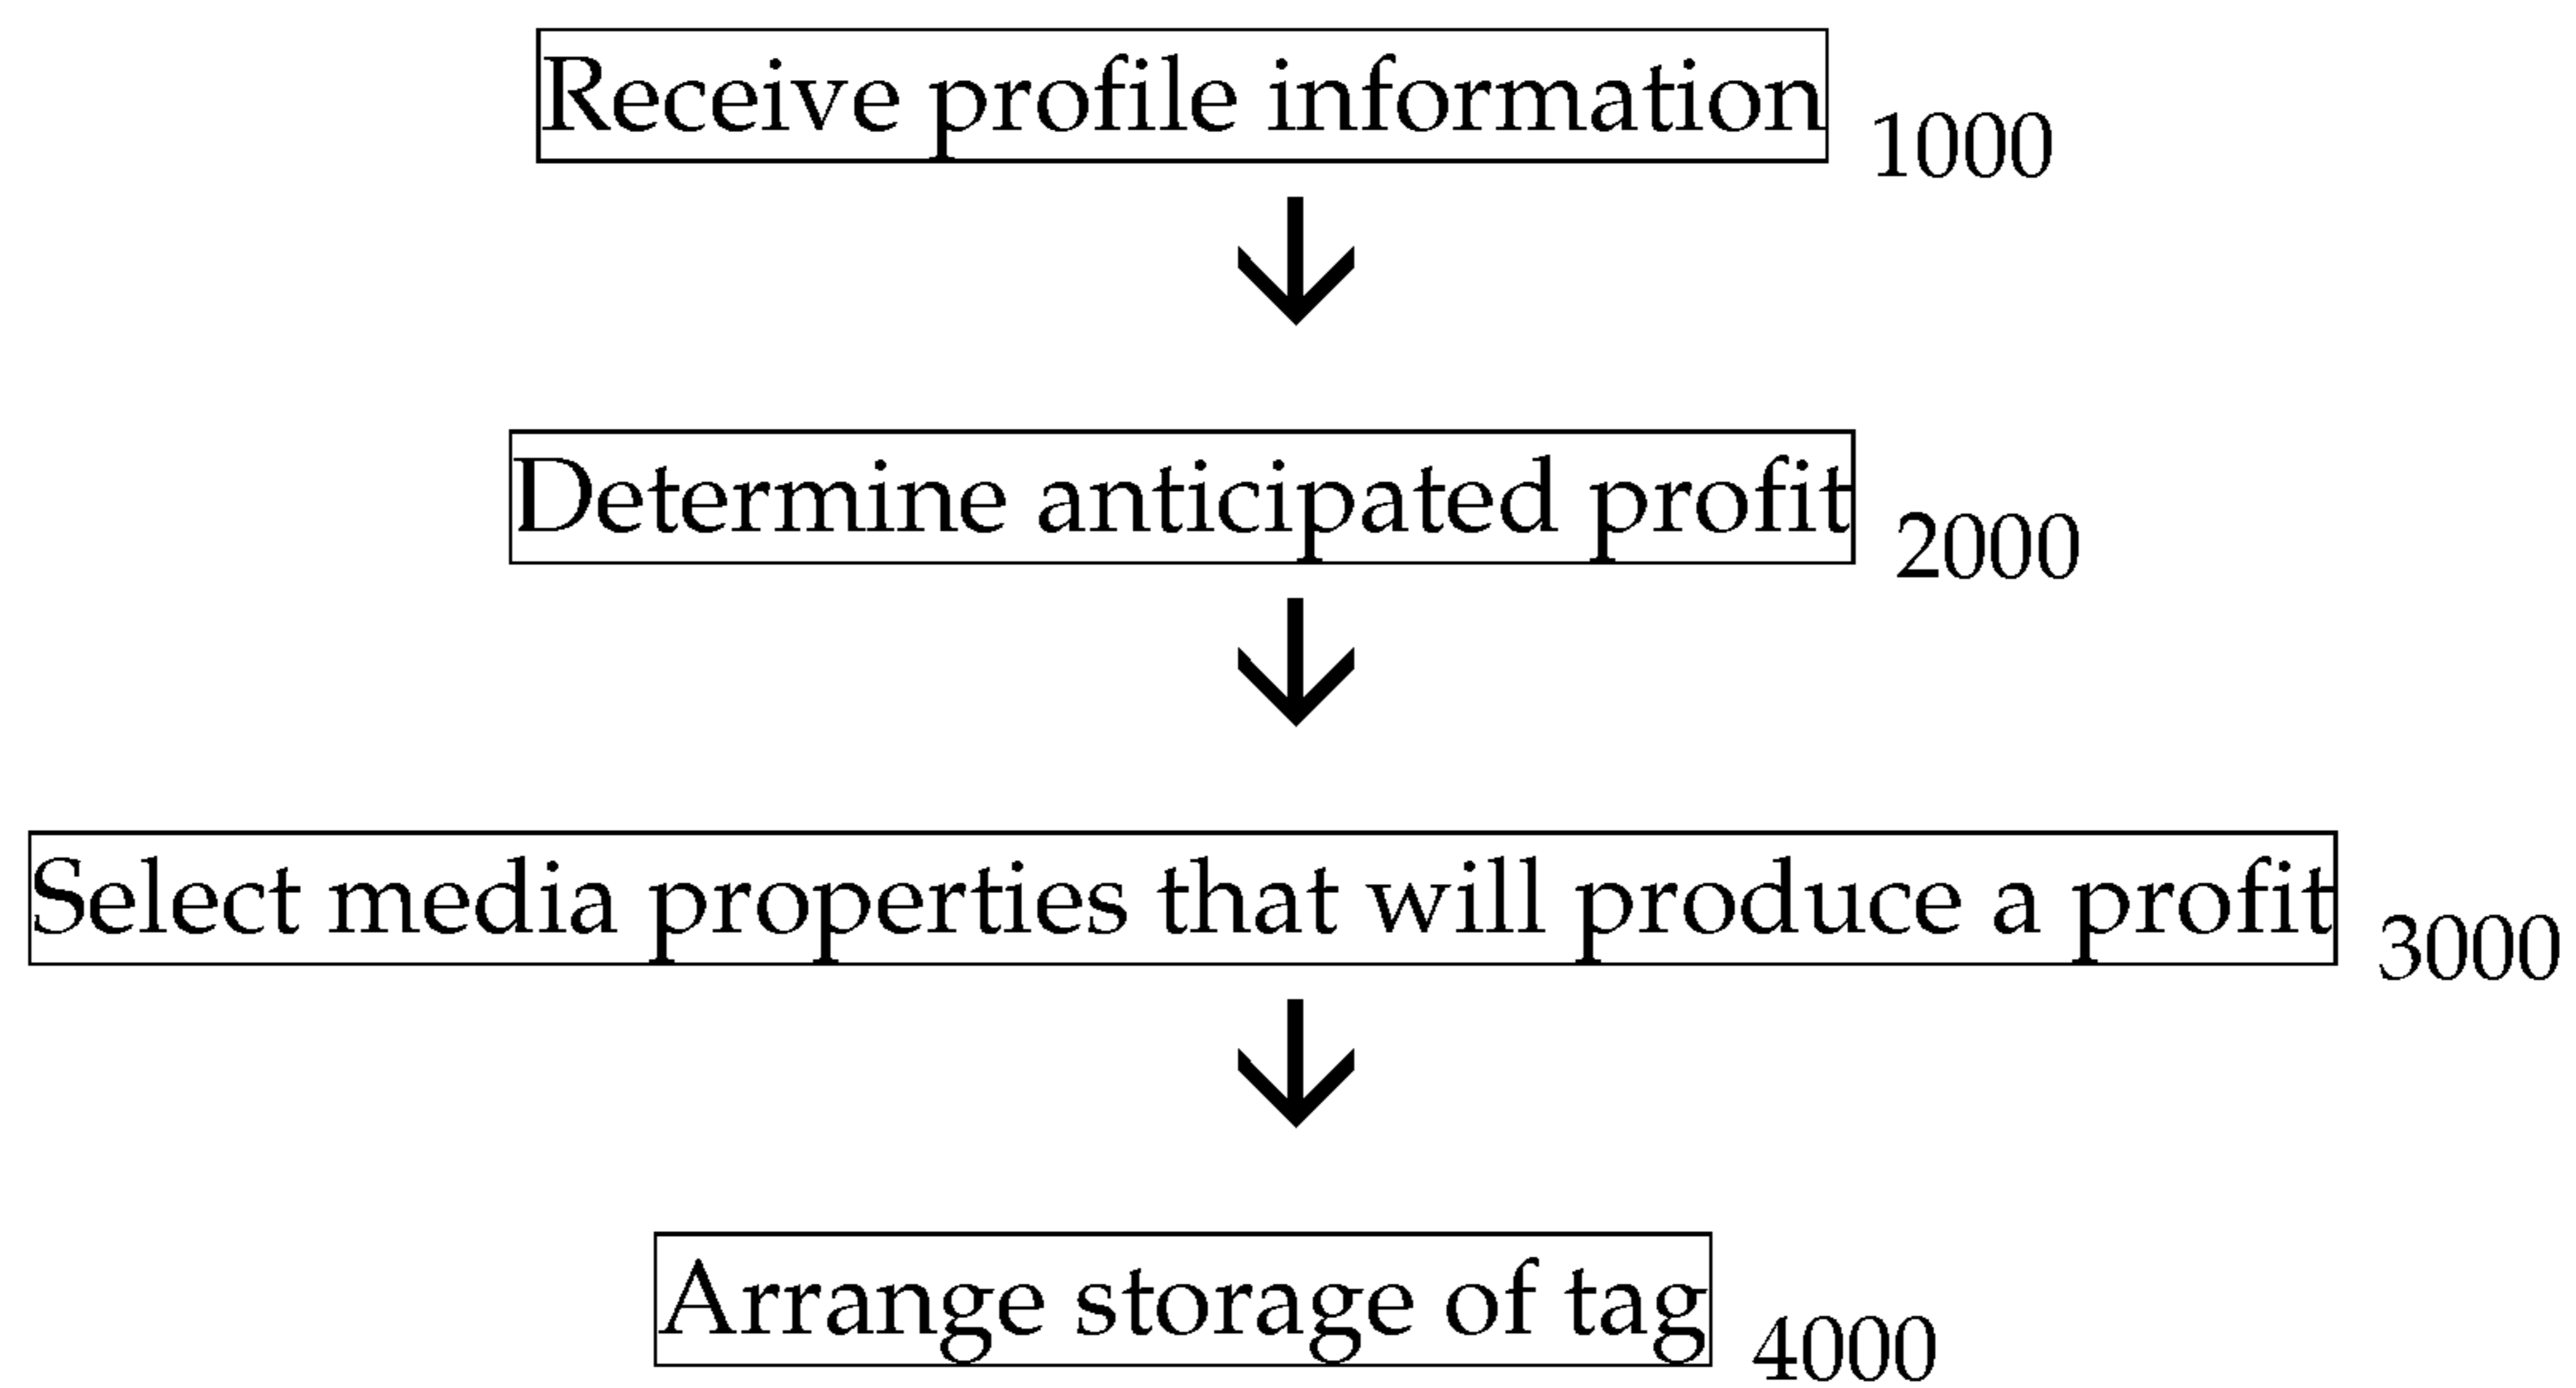 Receive profile information 1000
Determine anticipated profit 2000
Select media properties that will produce a profit 3000
Arrange storage of tag 4000